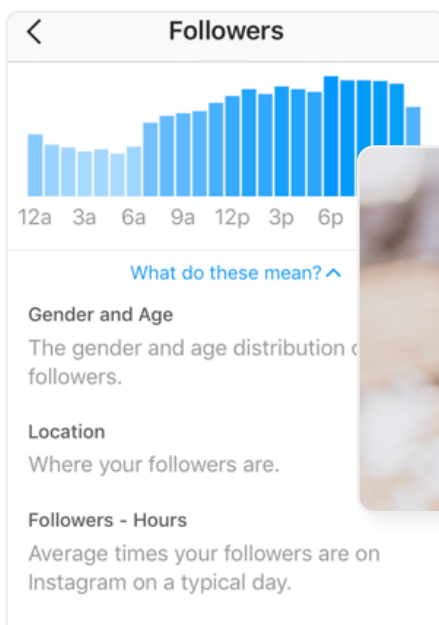 Followers
12a 3a 6a 9a 12p 3p 6p
What do these mean?
Gender and Age
The gender and age distribution
followers.
Location
Where your followers are.
Followers - Hours
Average times your followers are on
Instagram on a typical day.